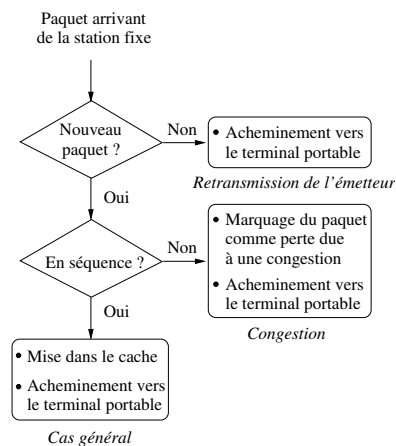 Paquet arrivant
de la station fixe
Nouveau
paquet ?
Non
• Acheminement vers
le terminal portable
Retransmission de l'émetteur
Oui
En séquence ?
Non
• Marquage du paquet
comme perte due
à une congestion
• Acheminement vers
le terminal portable
Congestion
Oui
• Mise dans le cache
• Acheminement vers
le terminal portable
Cas général